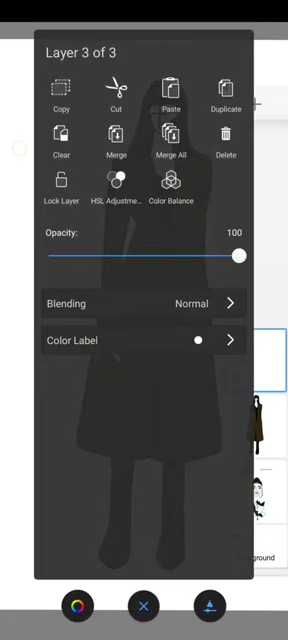 Layer 3 of 3
Copy Cut Paste Duplicate
Clear Merge Merge All Delete
Lock Layer HSL Adjustme... Color Balance
Opacity: 100
Blending Normal
Color Label
ground